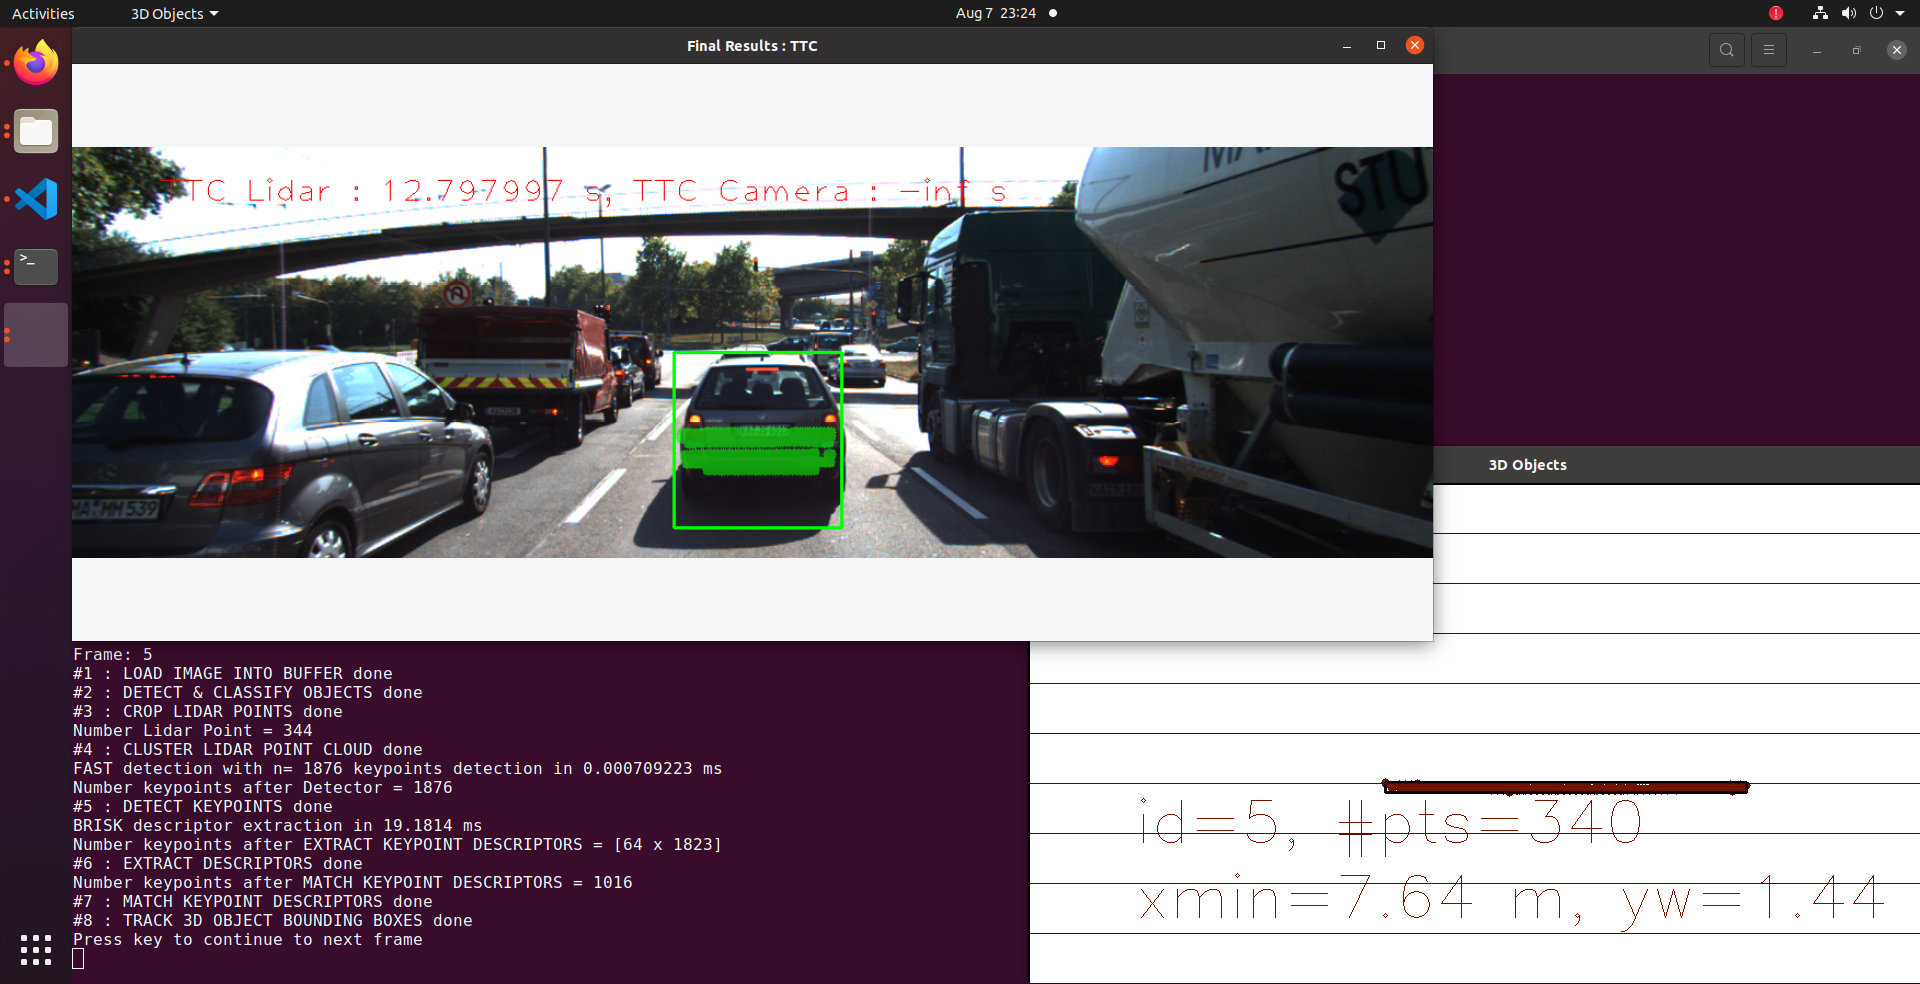 Activities
3D Objects
Aug 7 23:24
Final Results : TTC
TTC Lidar : 12.797997 s, TTC Camera : -inf s
STU
MA MM 539
3D Objects
Frame: 5
#1 : LOAD IMAGE INTO BUFFER done
#2 : DETECT & CLASSIFY OBJECTS done
#3 : CROP LIDAR POINTS done
Number Lidar Point = 344
#4 : CLUSTER LIDAR POINT CLOUD done
FAST detection with n= 1876 keypoints detection in 0.000709223 ms
Number keypoints after Detector = 1876
#5 : DETECT KEYPOINTS done
BRISK descriptor extraction in 19.1814 ms
Number keypoints after EXTRACT KEYPOINT DESCRIPTORS = [64 x 1823]
#6 : EXTRACT DESCRIPTORS done
Number keypoints after MATCH KEYPOINT DESCRIPTORS = 1016
#7 : MATCH KEYPOINT DESCRIPTORS done
#8 : TRACK 3D OBJECT BOUNDING BOXES done
Press key to continue to next frame
id=5, #pts=340
xmin=7.64 m, yw=1.44